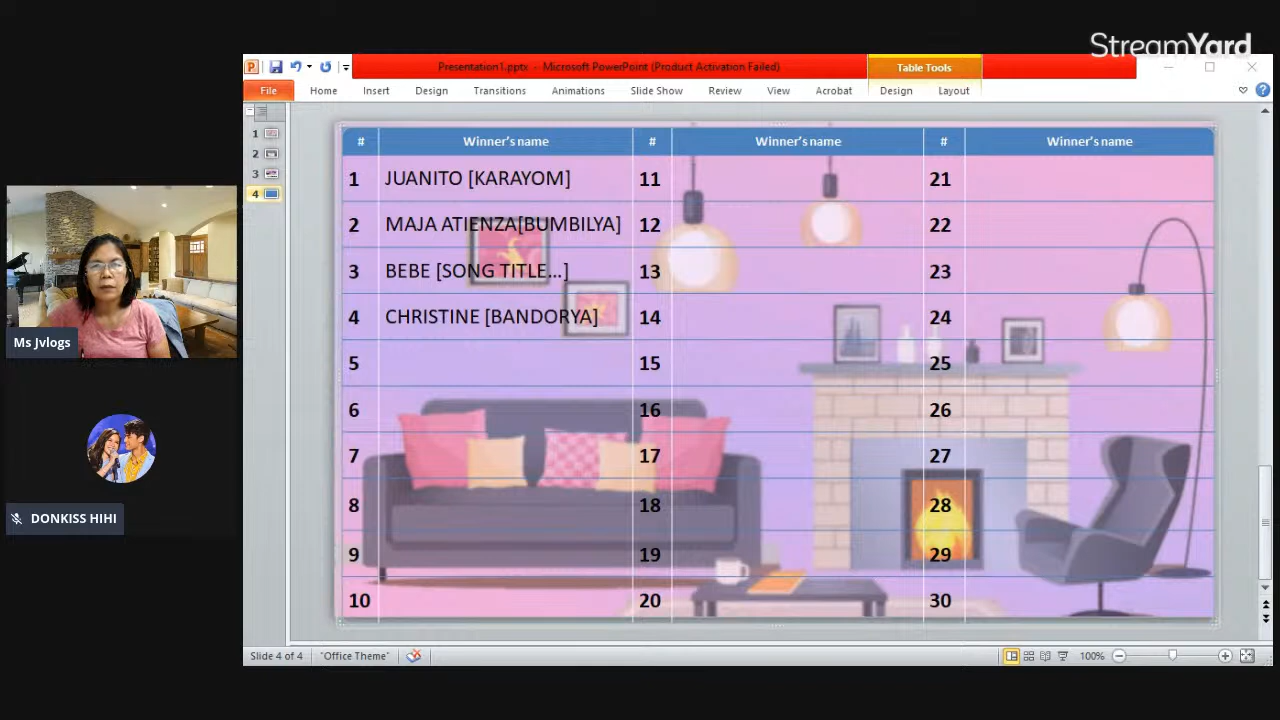 StreamYard
Presentation1.pptx - Microsoft PowerPoint (Product Activation Failed)
Table Tools
File Home Insert Design Transitions Animations Slide Show Review View Acrobat Design Layout
1
2
3
4
# Winner's name # Winner's name # Winner's name
1 JUANITO [KARAYOM] 11 21
2 MAJA ATIENZA[BUMBILYA] 12 22
3 BEBE [SONG TITLE...] 13 23
4 CHRISTINE [BANDORYA] 14 24
5 15 25
6 16 26
7 17 27
8 18 28
9 19 29
10 20 30
Ms Jvlogs
DONKISS HIHI
Slide 4 of 4 "Office Theme" 100%